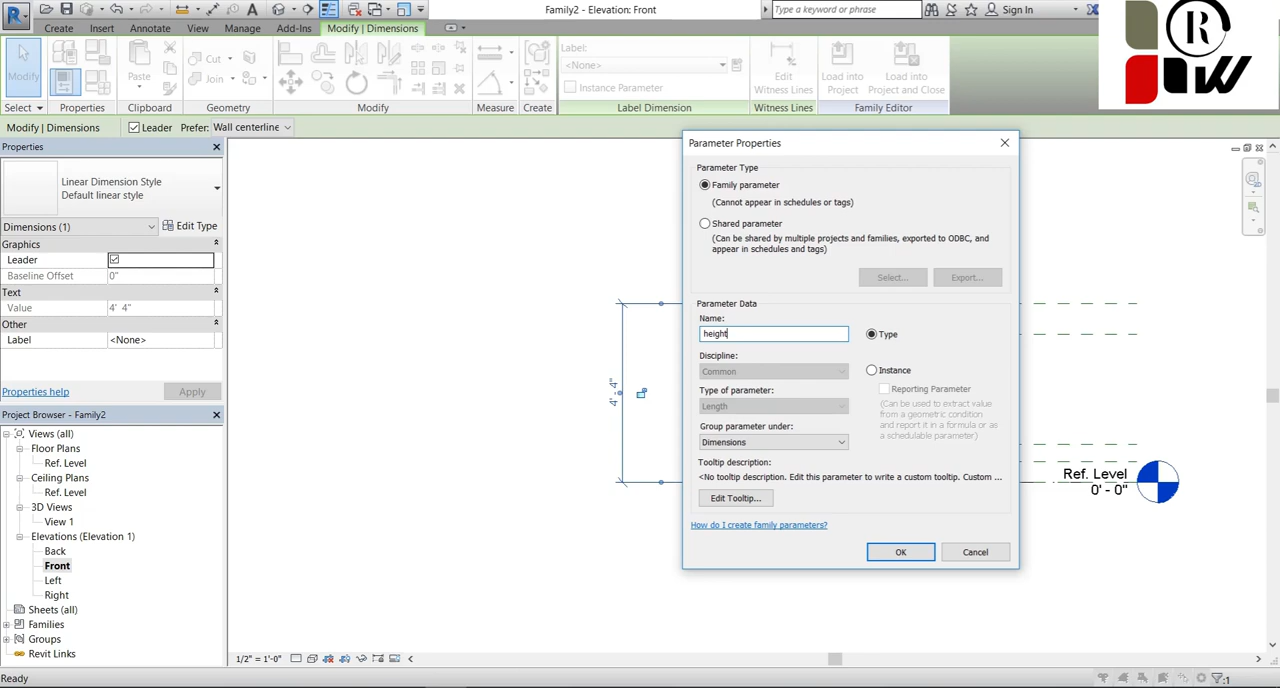 Family2 - Elevation: Front
Type a keyword or phrase
Sign In
R
Create Insert Annotate View Manage Add-Ins Modify | Dimensions
Modify
Paste
Cut
Join
Label:
<None>
Instance Parameter
Edit
Witness Lines
Load into
Project
Load into
Project and Close
Select Properties Clipboard Geometry Modify Measure Create Label Dimension Witness Lines Family Editor
Modify | Dimensions Leader Prefer: Wall centerline
Properties
Linear Dimension Style
Default linear style
Dimensions (1) Edit Type
Graphics
Leader
Baseline Offset 0"
Text
Value 4' 4"
Other
Label <None>
Properties help Apply
Project Browser - Family2
Views (all)
Floor Plans
Ref. Level
Ceiling Plans
Ref. Level
3D Views
View 1
Elevations (Elevation 1)
Back
Front
Left
Right
Sheets (all)
Families
Groups
Revit Links
4' - 4"
Parameter Properties
Parameter Type
Family parameter
(Cannot appear in schedules or tags)
Shared parameter
(Can be shared by multiple projects and families, exported to ODBC, and
appear in schedules and tags)
Select... Export...
Parameter Data
Name:
height
Type
Discipline:
Common
Instance
Reporting Parameter
(Can be used to extract value
from a geometric condition
and report it in a formula or as
a schedulable parameter)
Type of parameter:
Length
Group parameter under:
Dimensions
Tooltip description:
<No tooltip description. Edit this parameter to write a custom tooltip. Custom ...
Edit Tooltip...
How do I create family parameters?
OK Cancel
Ref. Level
0' - 0"
1/2" = 1'-0"
Ready
:1